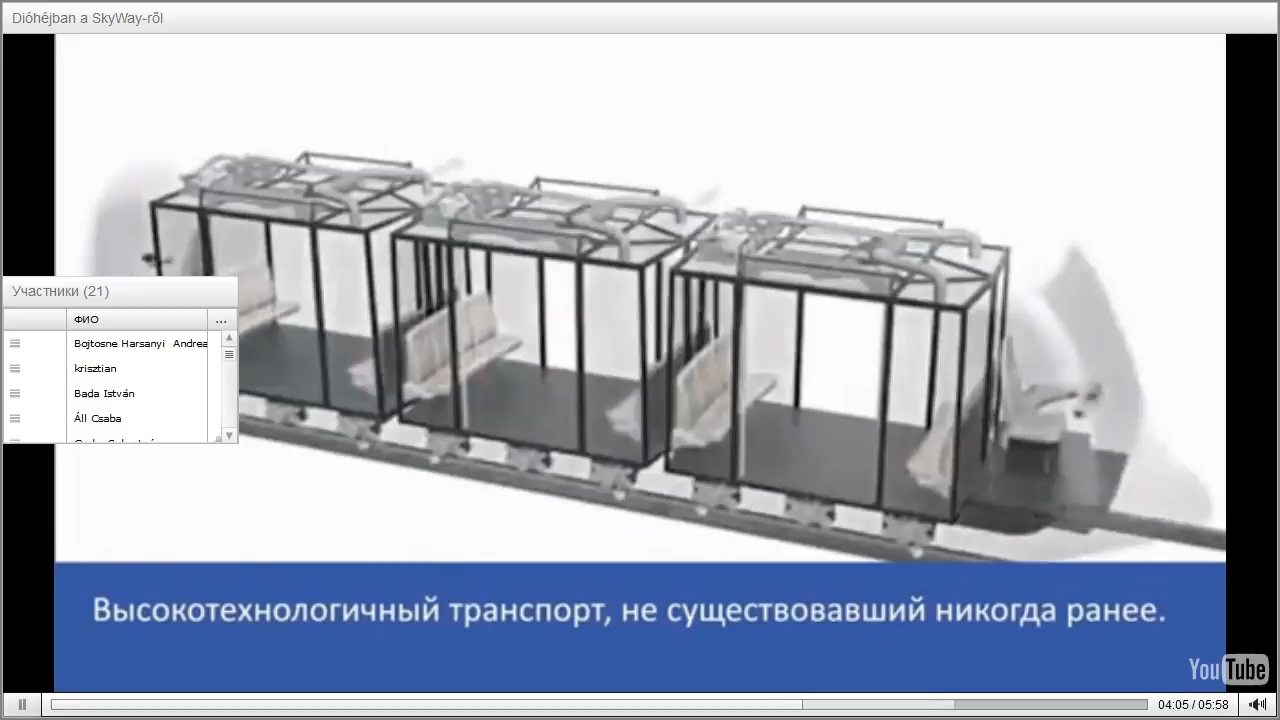 Dióhéjban a SkyWay-ről
Участники (21)
ФИО
...
Bojtosne Harsanyi Andrea
krisztian
Bada István
Áll Csaba
Высокотехнологичный транспорт, не существовавший никогда ранее.
YouTube
04:05 / 05:58